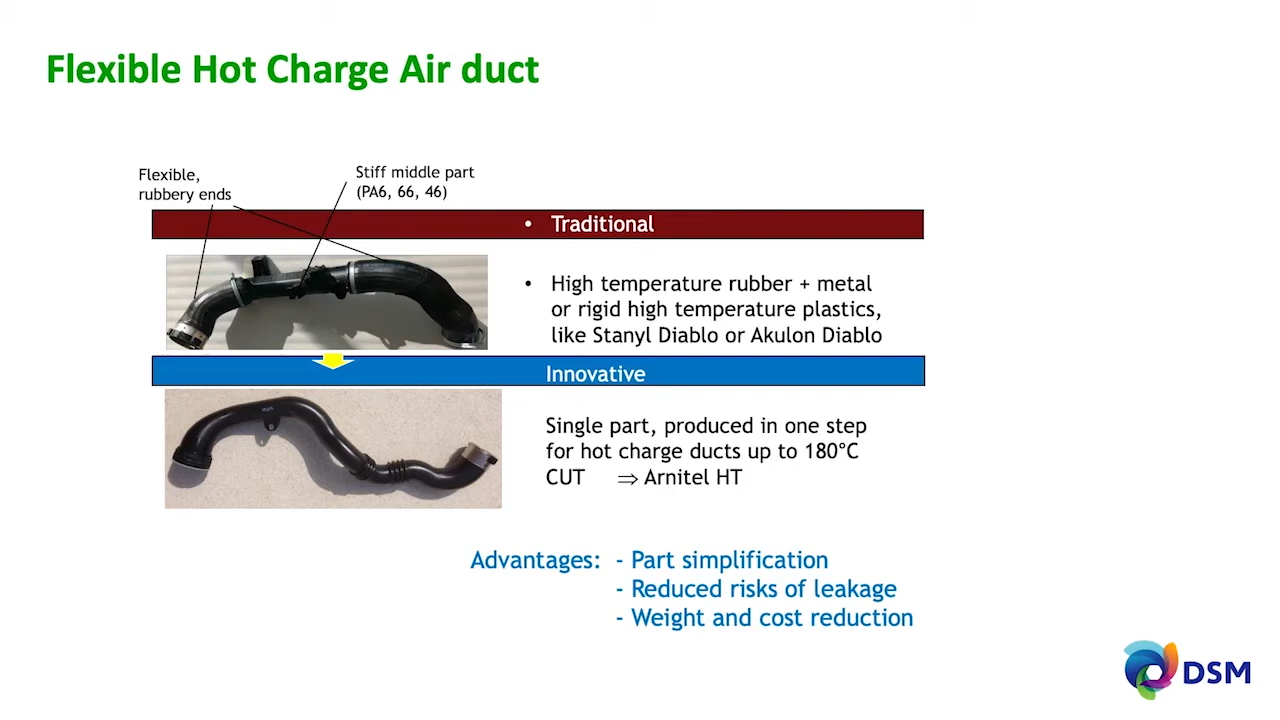 Flexible Hot Charge Air duct
Flexible,
rubbery ends
Stiff middle part
(PA6, 66, 46)
• Traditional
• High temperature rubber + metal
or rigid high temperature plastics,
like Stanyl Diablo or Akulon Diablo
Innovative
Single part, produced in one step
for hot charge ducts up to 180°C
CUT ⇒ Arnitel HT
Advantages: - Part simplification
- Reduced risks of leakage
- Weight and cost reduction
DSM